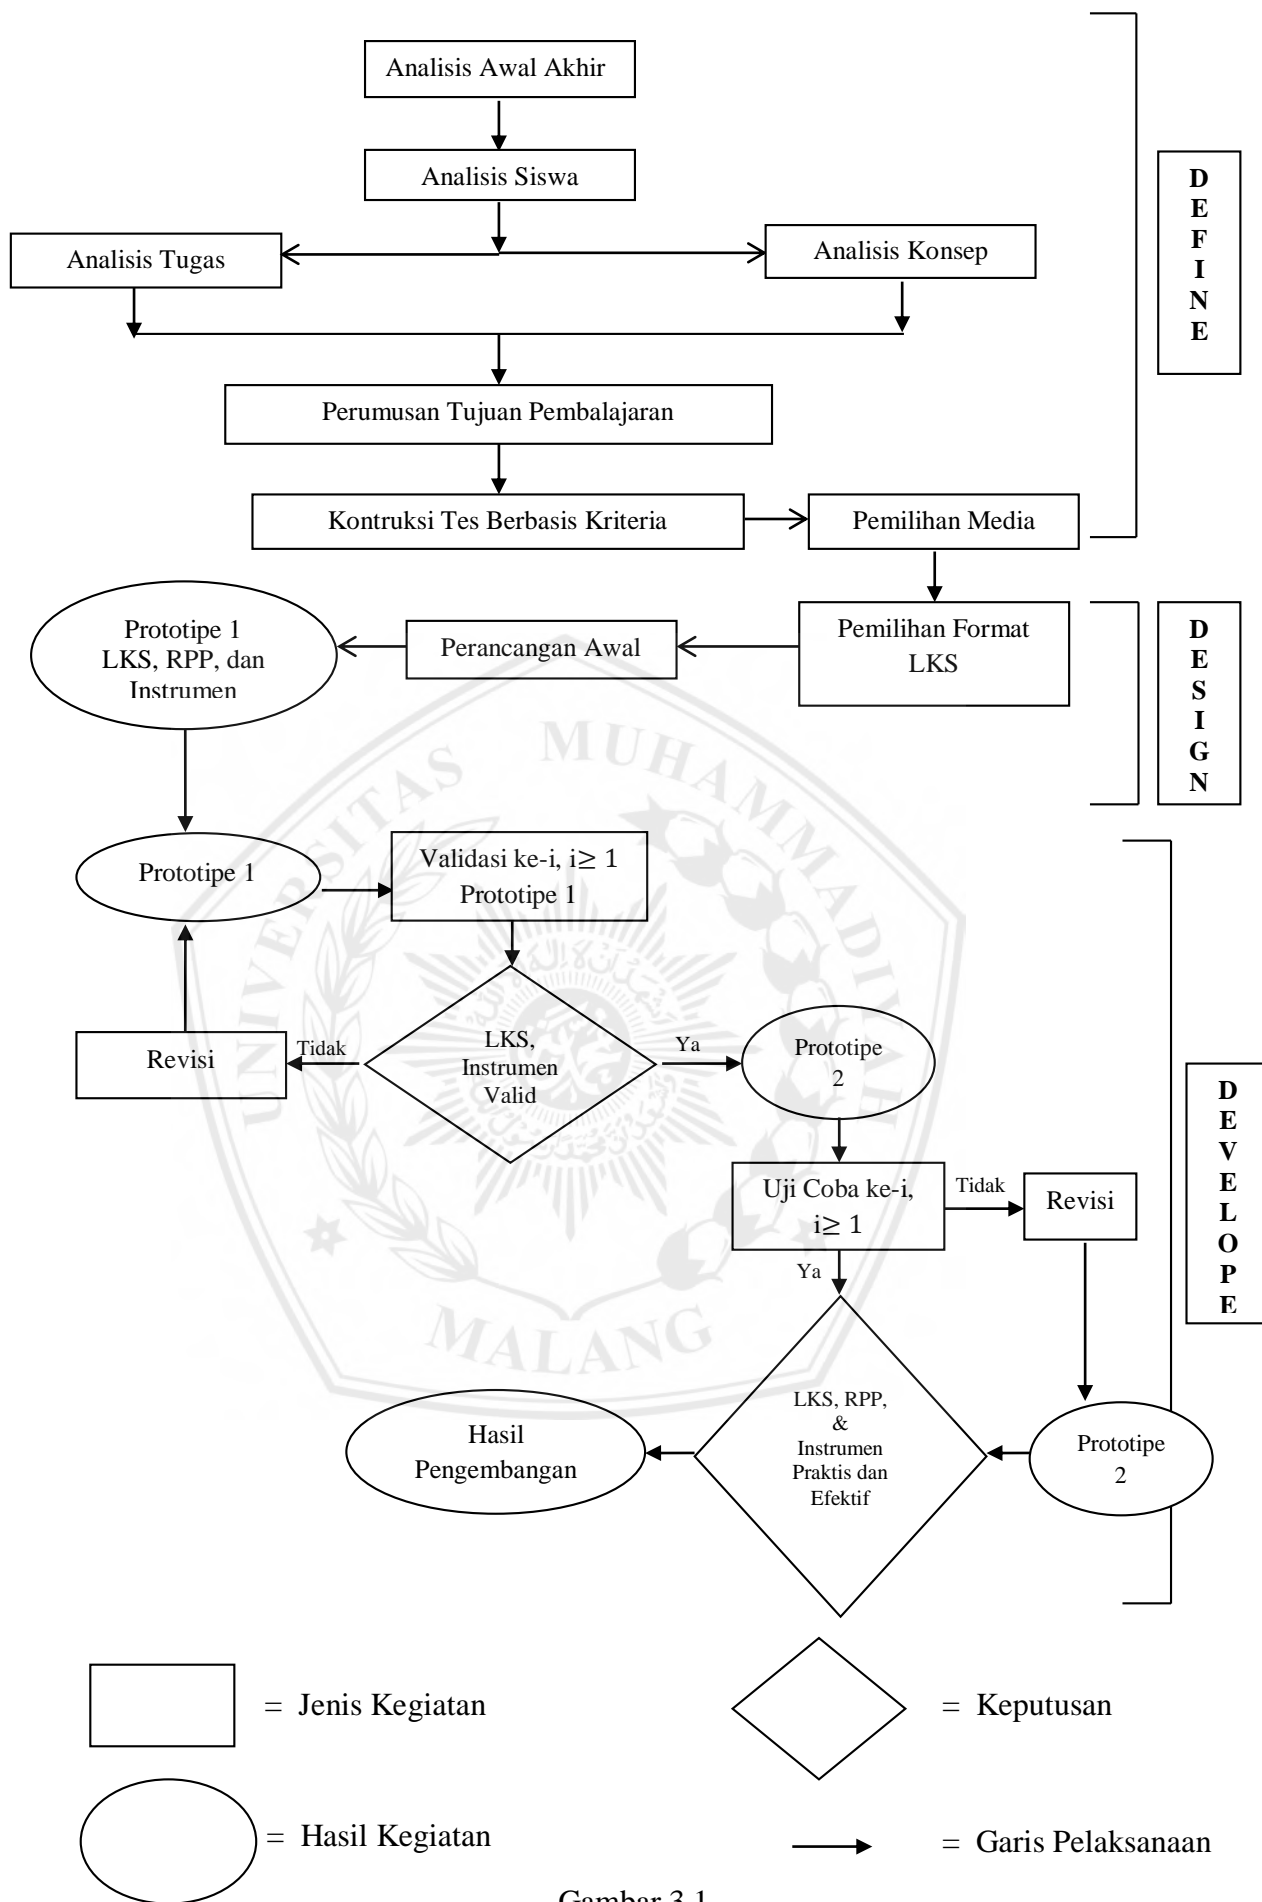 Analisis Awal Akhir
Analisis Siswa
Analisis Tugas
Analisis Konsep
Perumusan Tujuan Pembalajaran
Kontruksi Tes Berbasis Kriteria
Pemilihan Media
D
E
F
I
N
E
Prototipe 1
LKS, RPP, dan
Instrumen
Perancangan Awal
Pemilihan Format
LKS
D
E
S
I
G
N
Prototipe 1
Validasi ke-i, i≥ 1
Prototipe 1
Revisi
Tidak
LKS,
Instrumen
Valid
Ya
Prototipe
2
Uji Coba ke-i,
i≥ 1
Tidak
Revisi
Ya
LKS, RPP,
&
Instrumen
Praktis dan
Efektif
Prototipe
2
Hasil
Pengembangan
D
E
V
E
L
O
P
E
UNIVERSITAS MUHAMMADIYAH
MALANG
= Jenis Kegiatan
= Keputusan
= Hasil Kegiatan
= Garis Pelaksanaan
Gambar 3.1